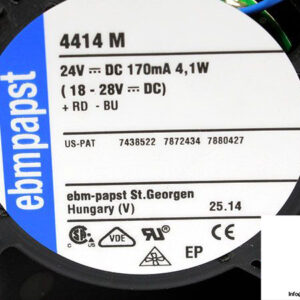 ebmpapst
4414 M
24V ⎓ DC 170mA 4,1W
( 18 - 28V ⎓ DC)
+ RD - BU
US-PAT 7438522 7872434 7880427
ebm-papst St.Georgen
Hungary (V) 25.14
VDE
EP